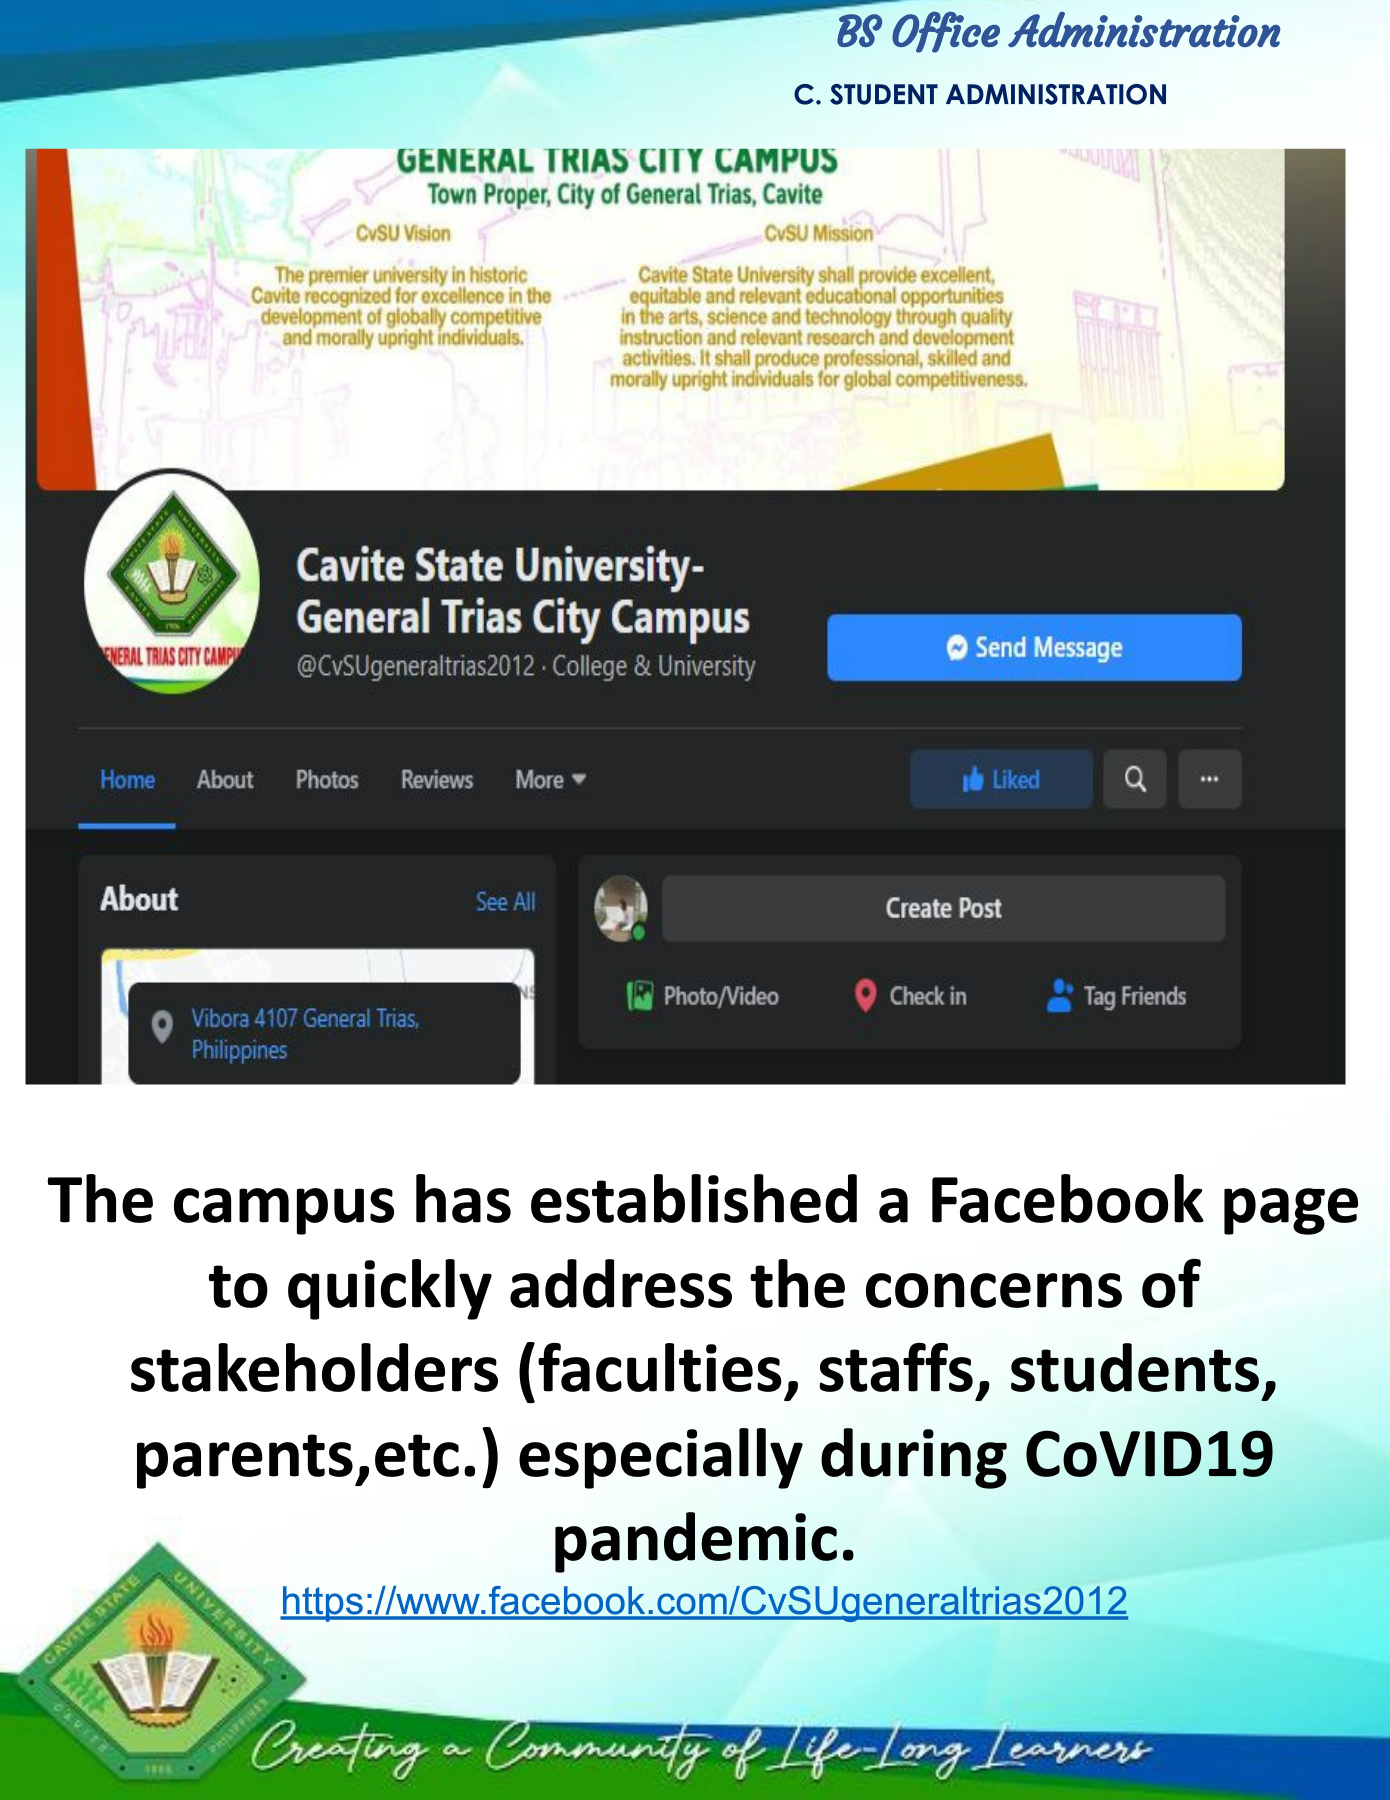 BS Office Administration
C. STUDENT ADMINISTRATION
GENERAL TRIAS CITY CAMPUS
Town Proper, City of General Trias, Cavite
CvSU Vision
The premier university in historic
Cavite recognized for excellence in the
development of globally competitive
and morally upright individuals.
CvSU Mission
Cavite State University shall provide excellent,
equitable and relevant educational opportunities
in the arts, science and technology through quality
instruction and relevant research and development
activities. It shall produce professional, skilled and
morally upright individuals for global competitiveness.
CAVITE STATE UNIVERSITY
CAVITE PHILIPPINES
1906
GENERAL TRIAS CITY CAMPUS
Cavite State University-
General Trias City Campus
@CvSUgeneraltrias2012 · College & University
Send Message
Home About Photos Reviews More
Liked
About See All
Vibora 4107 General Trias,
Philippines
Create Post
Photo/Video Check in Tag Friends
The campus has established a Facebook page
to quickly address the concerns of
stakeholders (faculties, staffs, students,
parents,etc.) especially during CoVID19
pandemic.
https://www.facebook.com/CvSUgeneraltrias2012
CAVITE STATE UNIVERSITY
CAVITE PHILIPPINES
1906
Creating a Community of Life-Long Learners